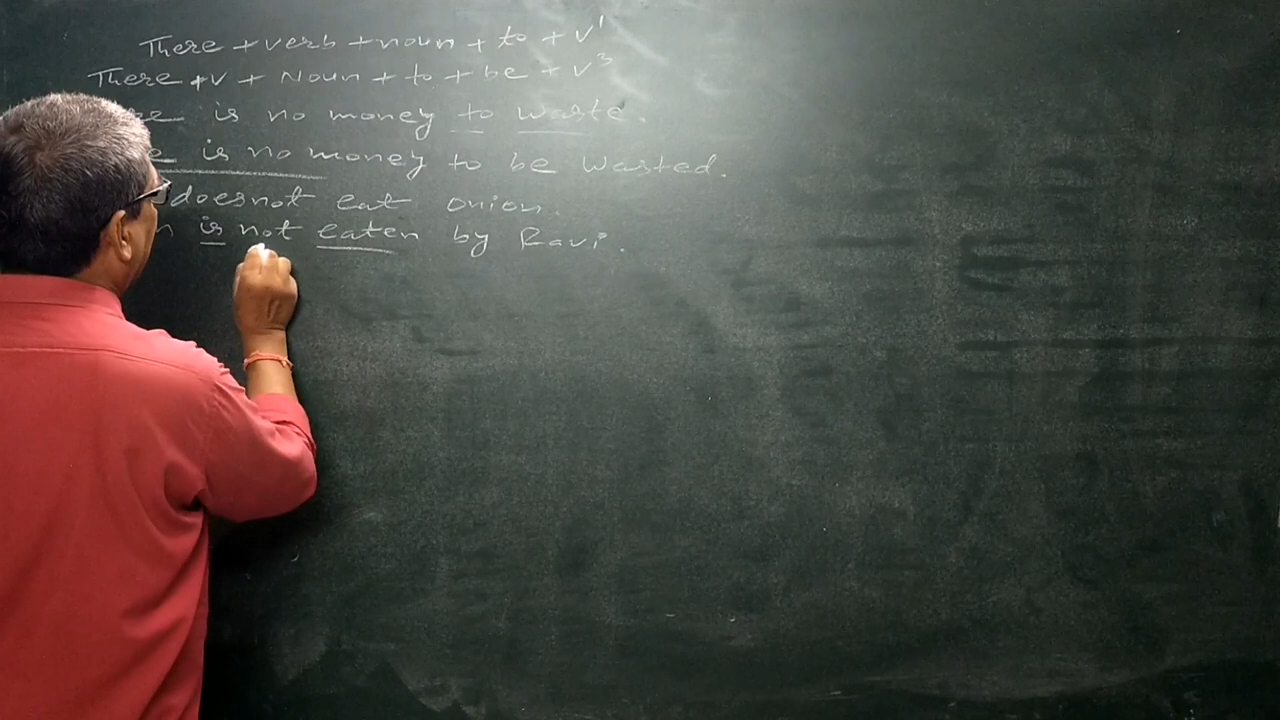 There + verb + noun + to + v¹
There + v + Noun + to + be + v³
is no money to waste.
is no money to be wasted.
doesnot eat onion.
is not eaten by Ravi.